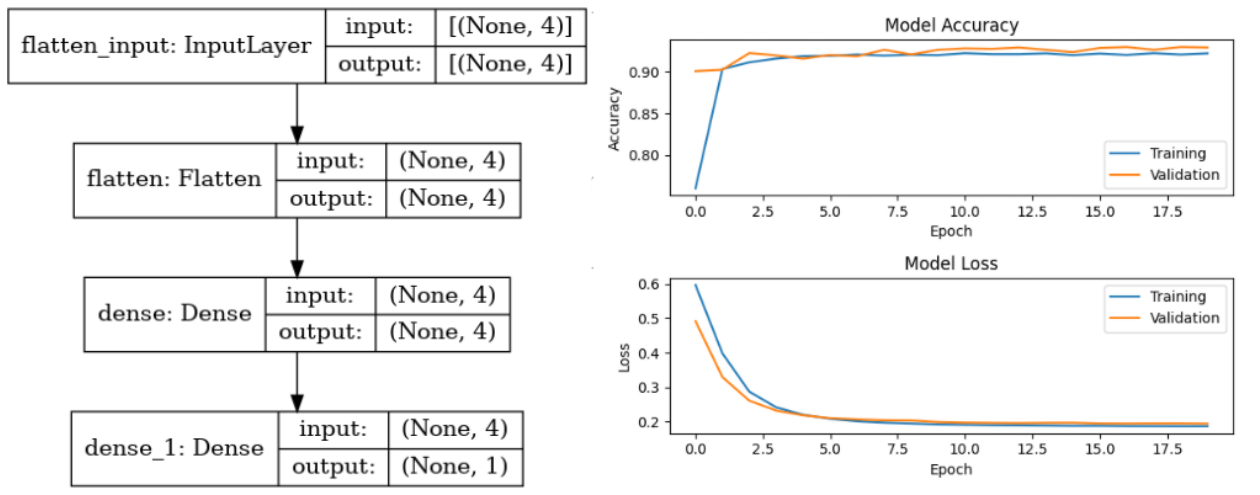 flatten_input: InputLayer
input: [(None, 4)]
output: [(None, 4)]
flatten: Flatten
input: (None, 4)
output: (None, 4)
dense: Dense
input: (None, 4)
output: (None, 4)
dense_1: Dense
input: (None, 4)
output: (None, 1)
Model Accuracy
Accuracy
0.90
0.85
0.80
Training
Validation
0.0 2.5 5.0 7.5 10.0 12.5 15.0 17.5
Epoch
Model Loss
Loss
0.6
0.5
0.4
0.3
0.2
Training
Validation
0.0 2.5 5.0 7.5 10.0 12.5 15.0 17.5
Epoch